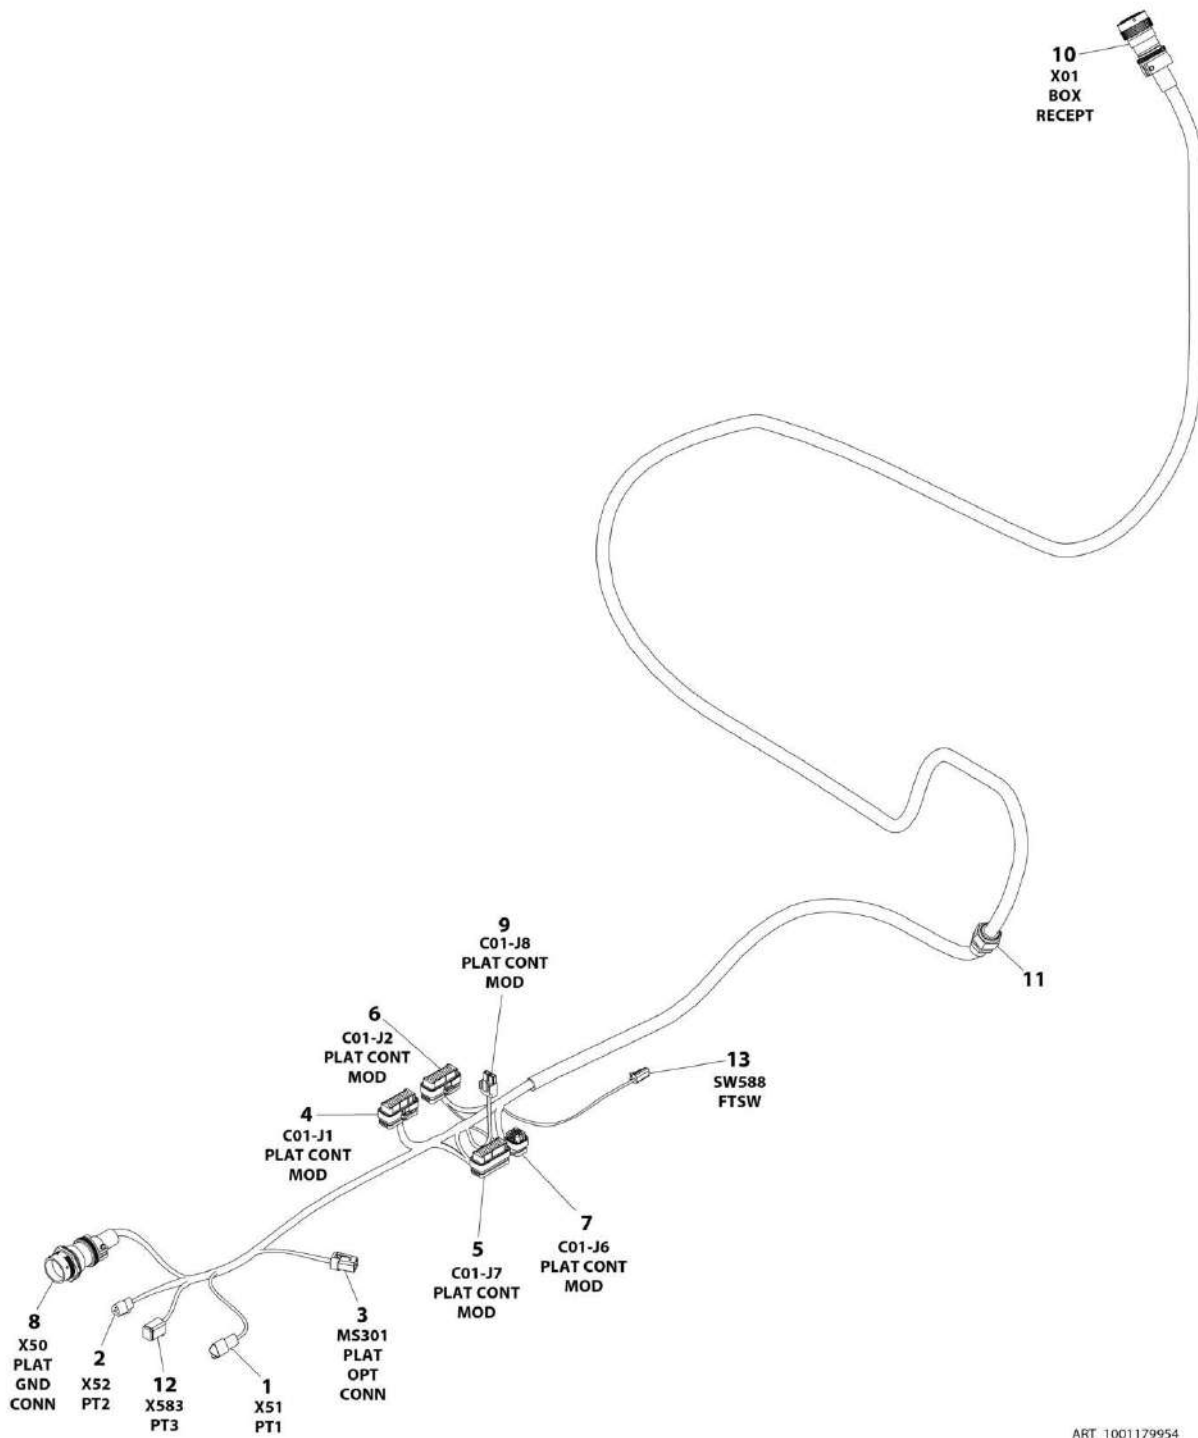 10
X01
BOX
RECEPT
9
C01-J8
PLAT CONT
MOD
11
6
C01-J2
PLAT CONT
MOD
13
SW588
FTSW
4
C01-J1
PLAT CONT
MOD
7
C01-J6
PLAT CONT
MOD
5
C01-J7
PLAT CONT
MOD
3
MS301
PLAT
OPT
CONN
8
X50
PLAT
GND
CONN
2
X52
PT2
12
X583
PT3
1
X51
PT1
ART_1001179954